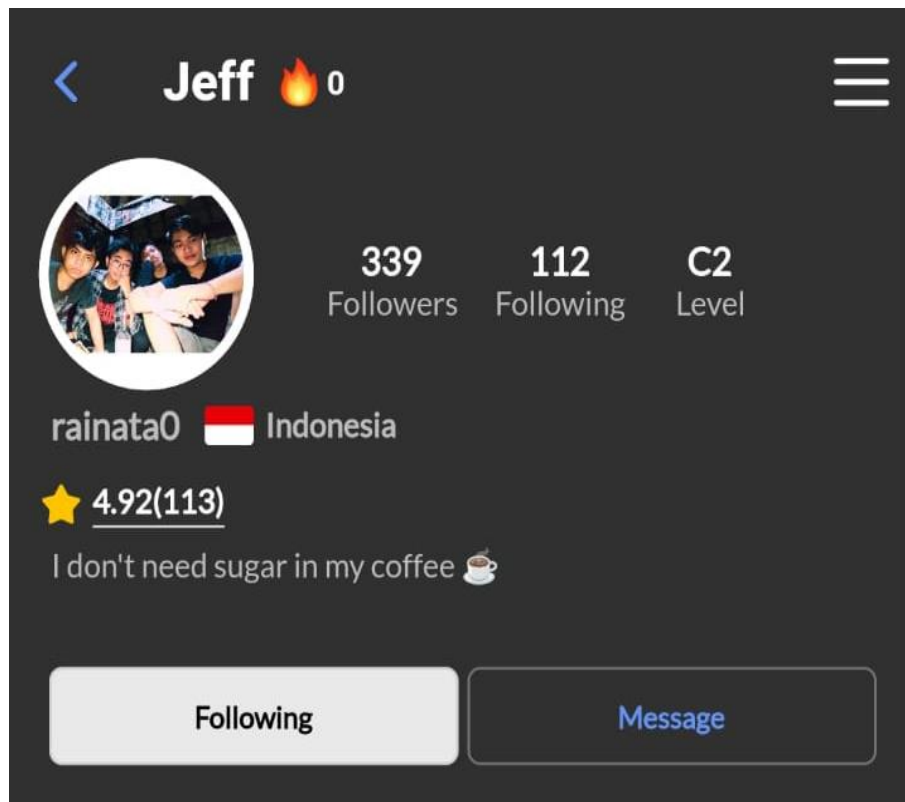 Jeff 🔥 0
339 112 C2
Followers Following Level
rainata0 Indonesia
4.92(113)
I don't need sugar in my coffee ☕
Following Message